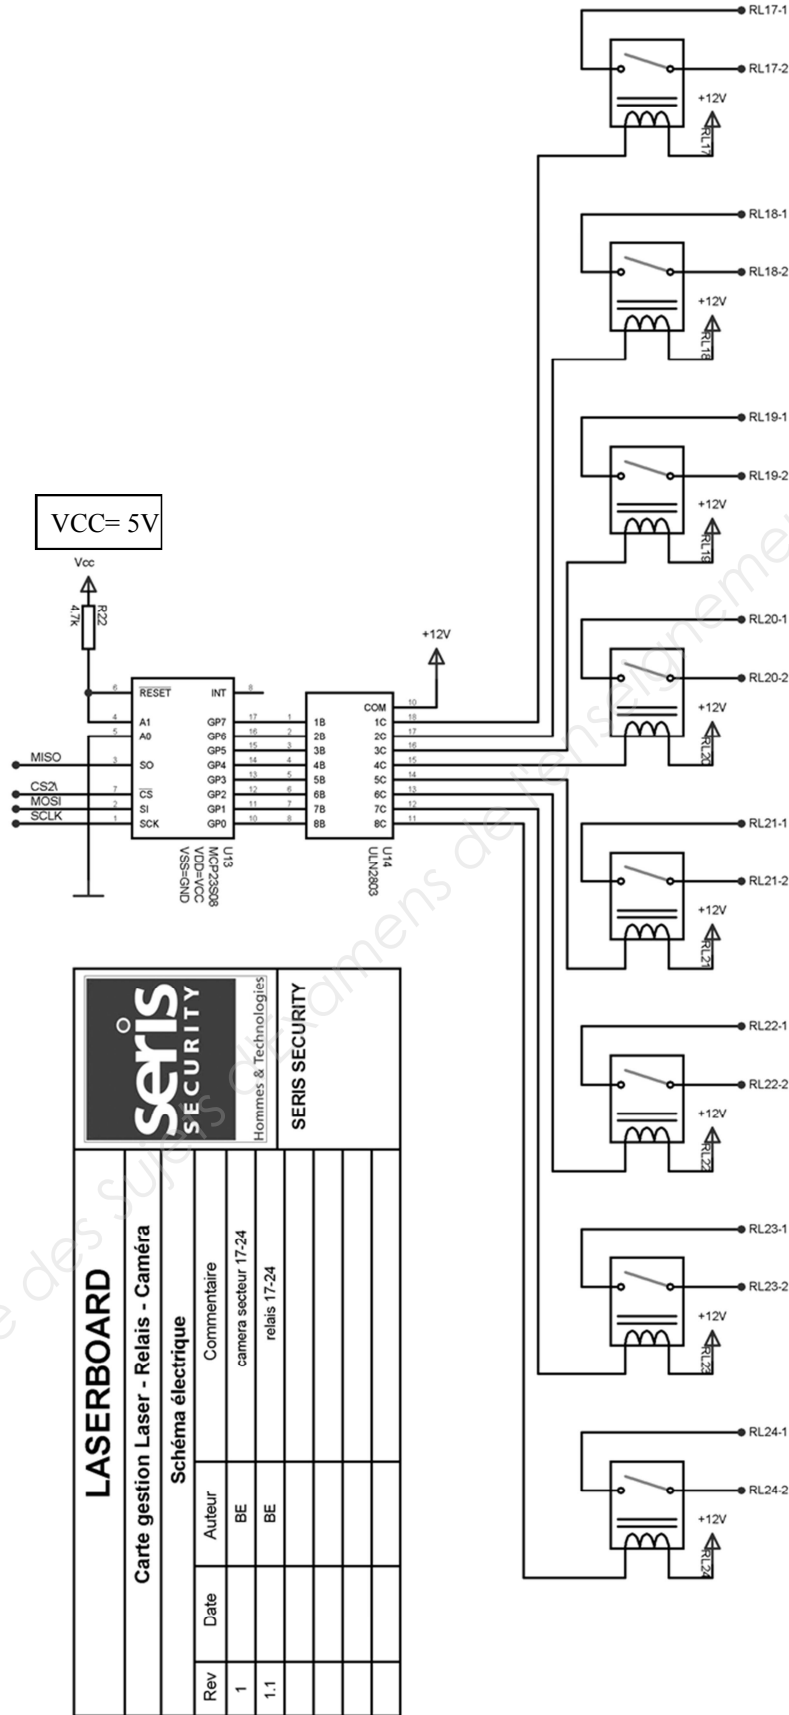 RL17-1
RL17-2
+12V
RL17
RL18-1
RL18-2
+12V
RL18
RL19-1
RL19-2
+12V
RL19
RL20-1
RL20-2
+12V
RL20
RL21-1
RL21-2
+12V
RL21
RL22-1
RL22-2
+12V
RL22
RL23-1
RL23-2
+12V
RL23
RL24-1
RL24-2
+12V
RL24
VCC= 5V
Vcc
R22
4.7k
+12V
6 RESET INT 8
4 A1 GP7 17
5 A0 GP6 16
GP5 15
MISO 3 SO GP4 14
GP3 13
CS2\ 7 CS GP2 12
MOSI 2 SI GP1 11
SCLK 1 SCK GP0 10
U13
MCP23S08
VDD=VCC
VSS=GND
COM 10
1 1B 1C 18
2 2B 2C 17
3 3B 3C 16
4 4B 4C 15
5 5B 5C 14
6 6B 6C 13
7 7B 7C 12
8 8B 8C 11
U14
ULN2803
seris
SECURITY
Hommes & Technologies
SERIS SECURITY
LASERBOARD
Carte gestion Laser - Relais - Caméra
Schéma électrique
Rev Date Auteur Commentaire
1 BE camera secteur 17-24
1.1 BE relais 17-24
e des Sujets d'Examens de l'enseignemen